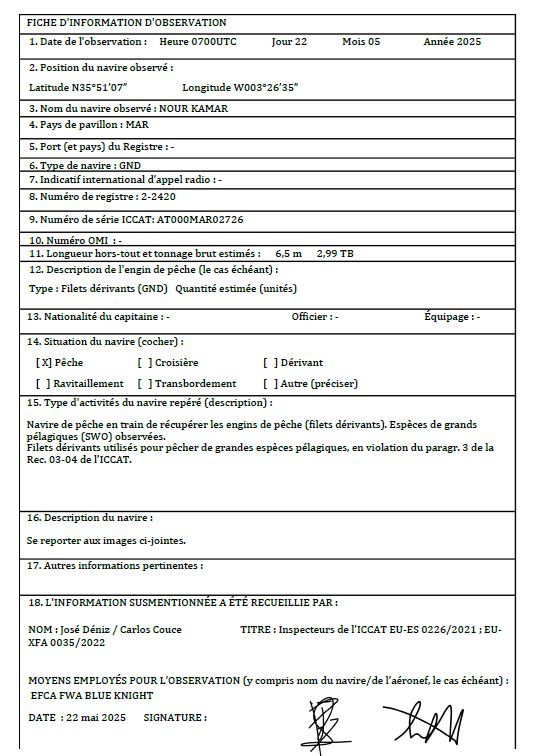 FICHE D'INFORMATION D'OBSERVATION
1. Date de l'observation : Heure 0700UTC Jour 22 Mois 05 Année 2025
2. Position du navire observé :
Latitude N35°51'07" Longitude W003°26'35"
3. Nom du navire observé : NOUR KAMAR
4. Pays de pavillon : MAR
5. Port (et pays) du Registre : -
6. Type de navire : GND
7. Indicatif international d'appel radio : -
8. Numéro de registre : 2-2420
9. Numéro de série ICCAT: AT000MAR02726
10. Numéro OMI : -
11. Longueur hors-tout et tonnage brut estimés : 6,5 m 2,99 TB
12. Description de l'engin de pêche (le cas échéant) :
Type : Filets dérivants (GND) Quantité estimée (unités)
13. Nationalité du capitaine : - Officier : - Équipage : -
14. Situation du navire (cocher) :
[ X] Pêche [ ] Croisière [ ] Dérivant
[ ] Ravitaillement [ ] Transbordement [ ] Autre (préciser)
15. Type d'activités du navire repéré (description) :
Navire de pêche en train de récupérer les engins de pêche (filets dérivants). Espèces de grands
pélagiques (SWO) observées.
Filets dérivants utilisés pour pêcher de grandes espèces pélagiques, en violation du paragr. 3 de la
Rec. 03-04 de l'ICCAT.
16. Description du navire :
Se reporter aux images ci-jointes.
17. Autres informations pertinentes :
18. L'INFORMATION SUSMENTIONNÉE A ÉTÉ RECUEILLIE PAR :
NOM : José Déniz / Carlos Couce TITRE : Inspecteurs de l'ICCAT EU-ES 0226/2021 ; EU-
XFA 0035/2022
MOYENS EMPLOYÉS POUR L'OBSERVATION (y compris nom du navire/de l'aéronef, le cas échéant) :
EFCA FWA BLUE KNIGHT
DATE : 22 mai 2025 SIGNATURE :